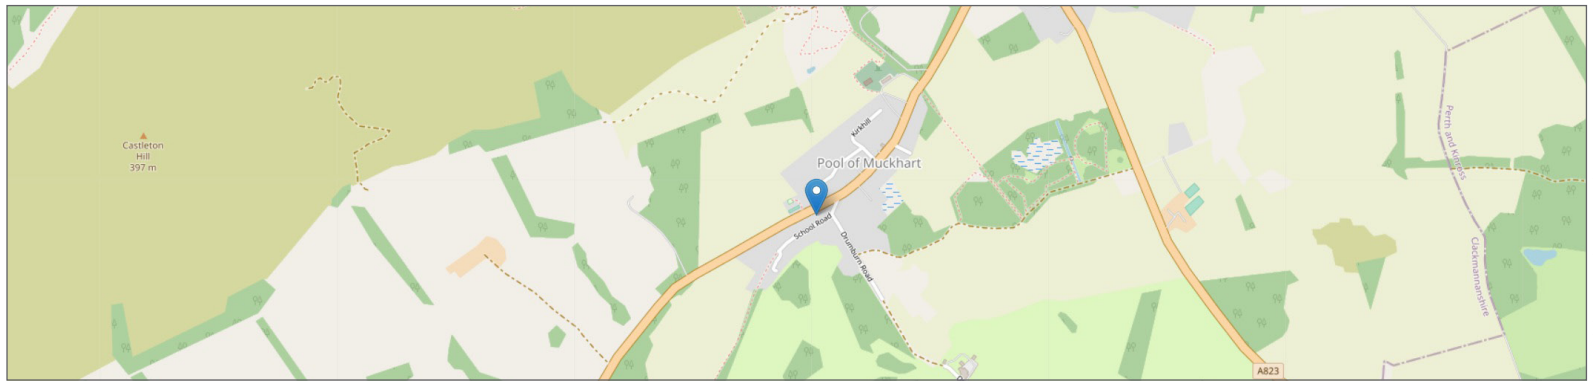 Castleton
Hill
397 m
Kirkhill
Pool of Muckhart
School Road
Drumburn Road
Perth and Kinross
Clackmannanshire
A823